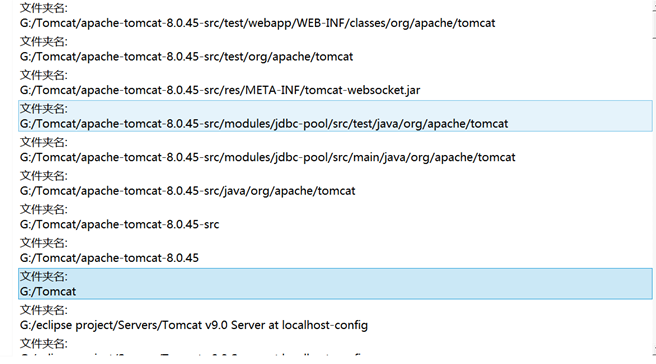 文件夹名:
G:/Tomcat/apache-tomcat-8.0.45-src/test/webapp/WEB-INF/classes/org/apache/tomcat
文件夹名:
G:/Tomcat/apache-tomcat-8.0.45-src/test/org/apache/tomcat
文件夹名:
G:/Tomcat/apache-tomcat-8.0.45-src/res/META-INF/tomcat-websocket.jar
文件夹名:
G:/Tomcat/apache-tomcat-8.0.45-src/modules/jdbc-pool/src/test/java/org/apache/tomcat
文件夹名:
G:/Tomcat/apache-tomcat-8.0.45-src/modules/jdbc-pool/src/main/java/org/apache/tomcat
文件夹名:
G:/Tomcat/apache-tomcat-8.0.45-src/java/org/apache/tomcat
文件夹名:
G:/Tomcat/apache-tomcat-8.0.45-src
文件夹名:
G:/Tomcat/apache-tomcat-8.0.45
文件夹名:
G:/Tomcat
文件夹名:
G:/eclipse project/Servers/Tomcat v9.0 Server at localhost-config